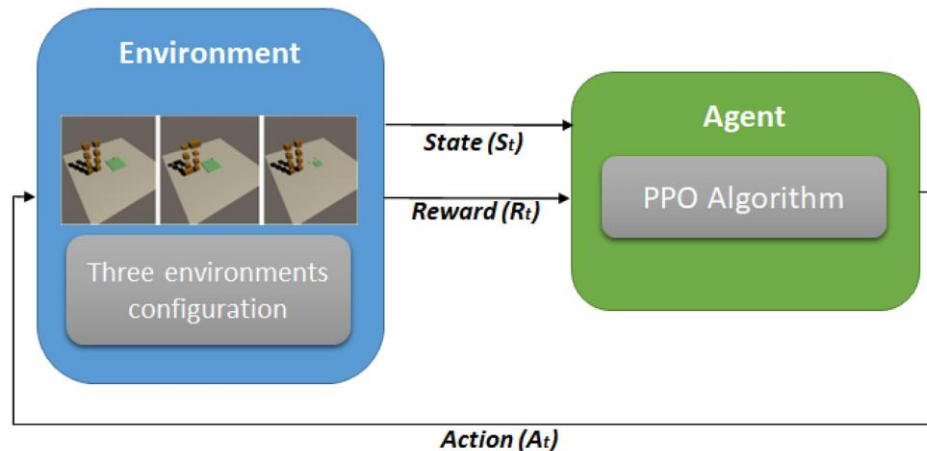 Environment
Three environments
configuration
State (St)
Reward (Rt)
Agent
PPO Algorithm
Action (At)